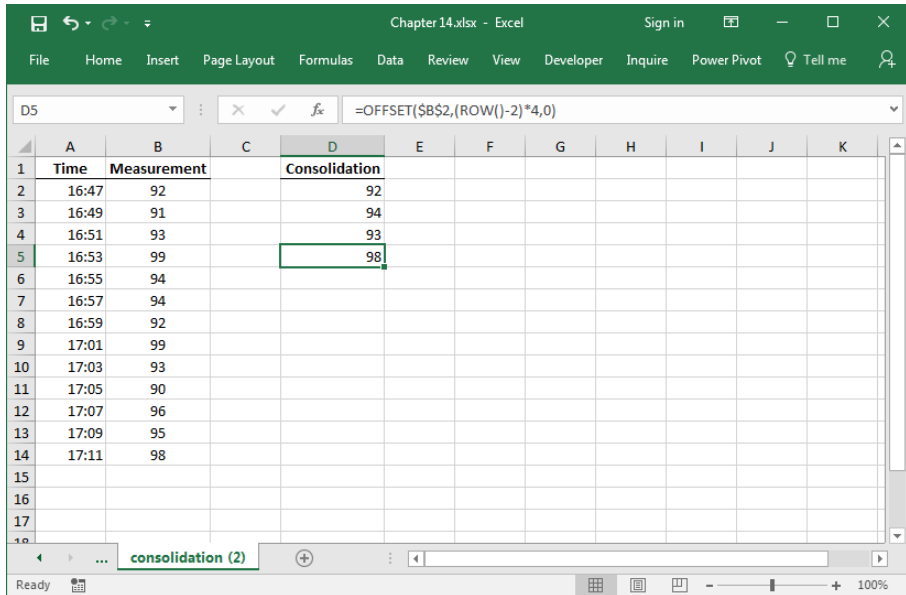 Chapter 14.xlsx - Excel Sign in
File Home Insert Page Layout Formulas Data Review View Developer Inquire Power Pivot Tell me
D5 fx =OFFSET($B$2,(ROW()-2)*4,0)
A B C D E F G H I J K
1 Time Measurement Consolidation
2 16:47 92 92
3 16:49 91 94
4 16:51 93 93
5 16:53 99 98
6 16:55 94
7 16:57 94
8 16:59 92
9 17:01 99
10 17:03 93
11 17:05 90
12 17:07 96
13 17:09 95
14 17:11 98
15
16
17
18
... consolidation (2)
Ready 100%